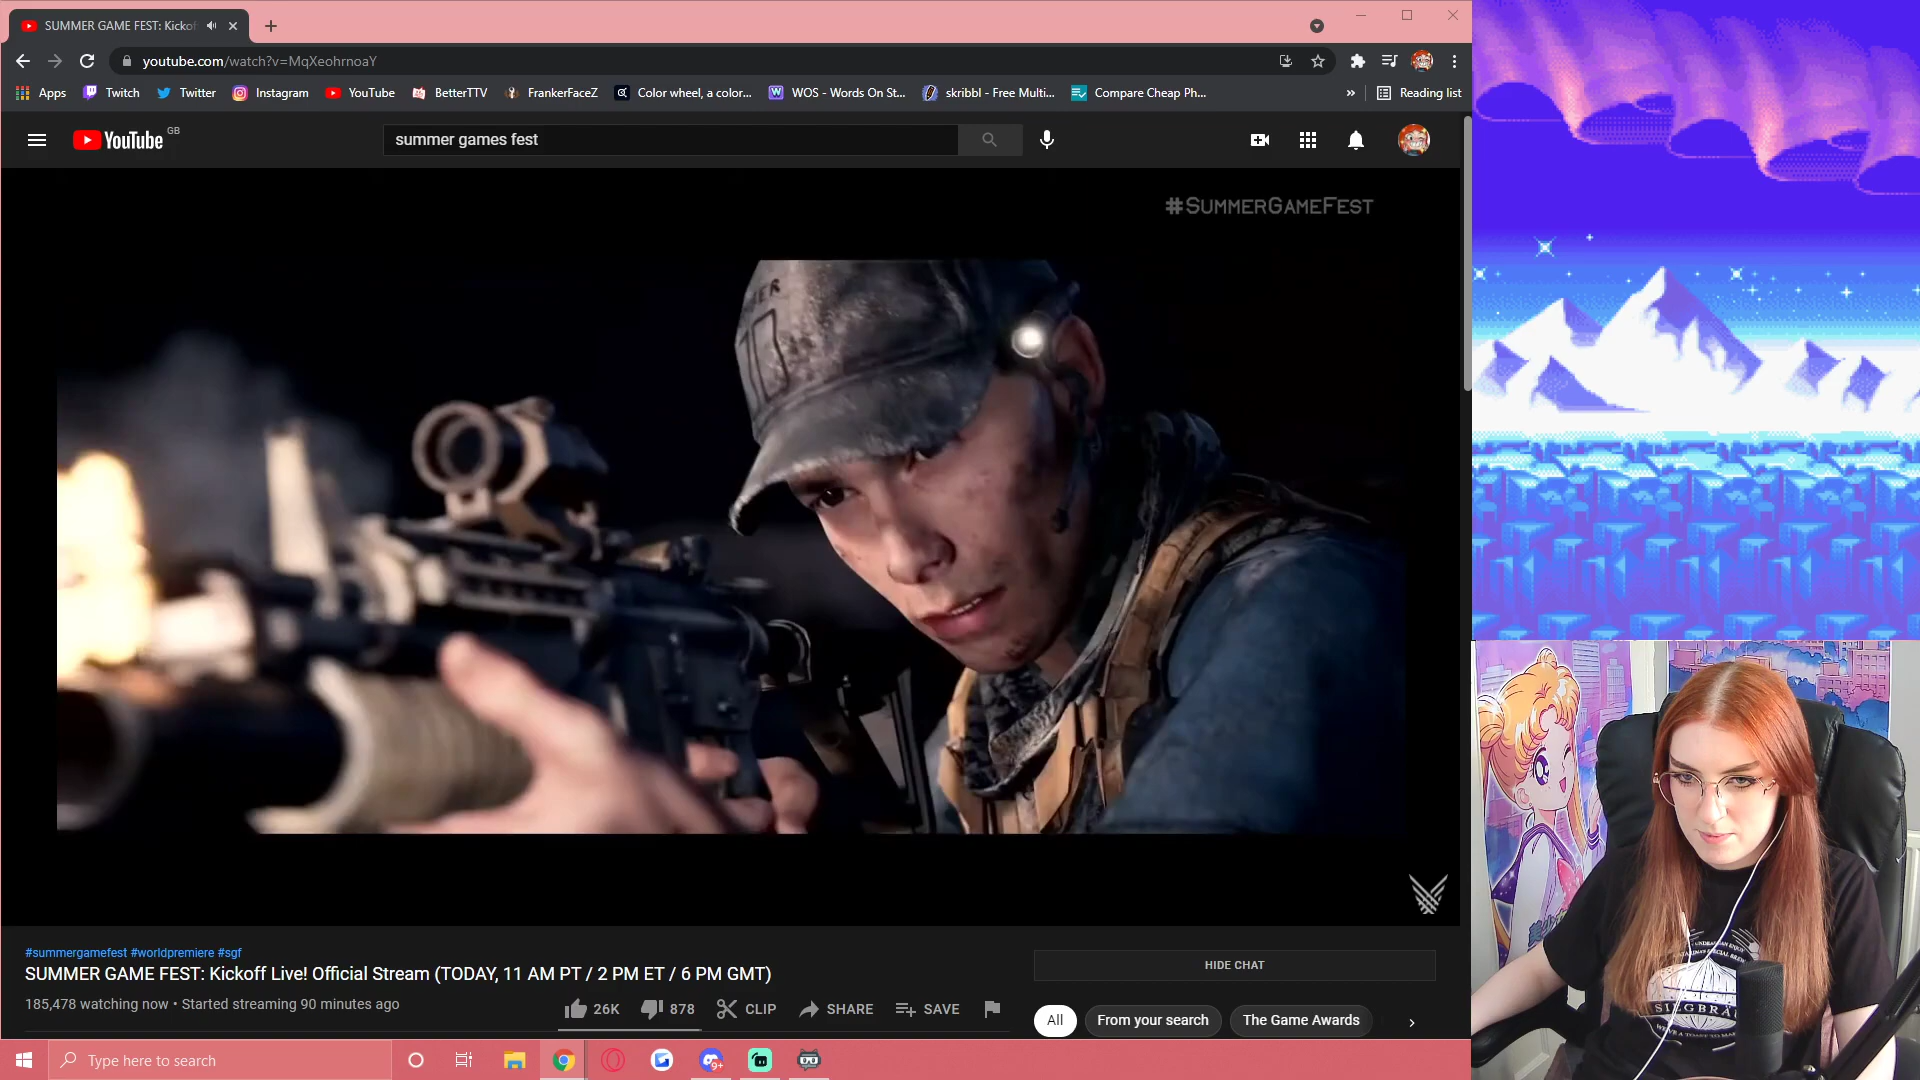 SUMMER GAME FEST: Kicko
youtube.com/watch?v=MqXeohrnoaY
Apps
Twitch
Twitter
Instagram
YouTube
BetterTTV
FrankerFaceZ
Color wheel, a color...
WOS - Words On St...
skribbl - Free Multi...
Compare Cheap Ph...
»
Reading list
YouTube GB
summer games fest
#SUMMERGAMEFEST
#summergamefest #worldpremiere #sgf
SUMMER GAME FEST: Kickoff Live! Official Stream (TODAY, 11 AM PT / 2 PM ET / 6 PM GMT)
185,478 watching now • Started streaming 90 minutes ago
26K
878
CLIP
SHARE
SAVE
HIDE CHAT
All
From your search
The Game Awards
Type here to search
9+